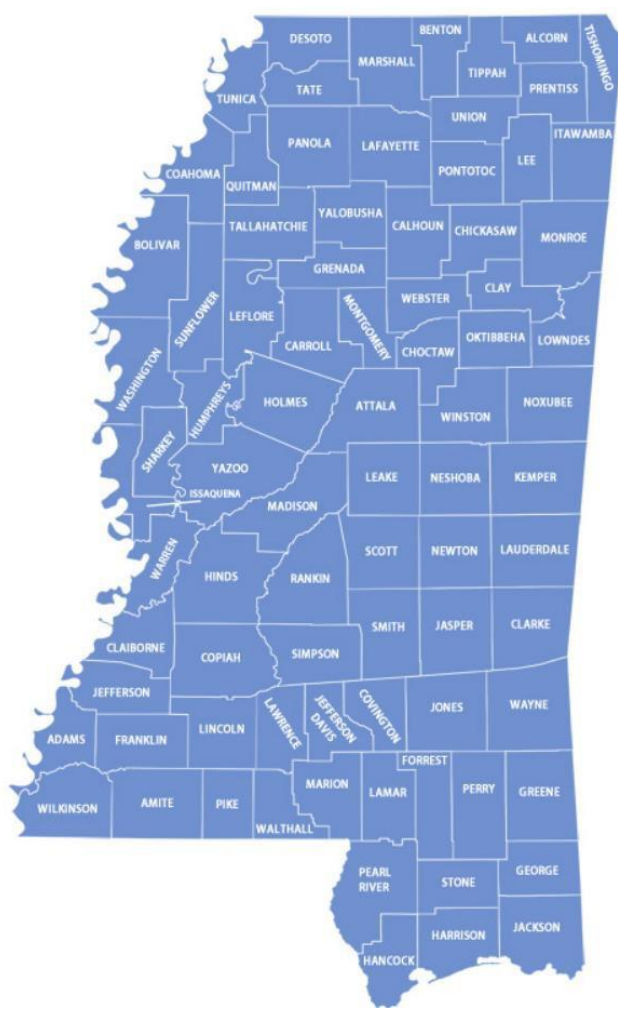 DESOTO
BENTON
ALCORN
TISHOMINGO
MARSHALL
TIPPAH
TATE
PRENTISS
TUNICA
UNION
ITAWAMBA
PANOLA
LAFAYETTE
LEE
COAHOMA
QUITMAN
PONTOTOC
TALLAHATCHIE
YALOBUSHA
CALHOUN
CHICKASAW
MONROE
BOLIVAR
GRENADA
SUNFLOWER
LEFLORE
MONTGOMERY
WEBSTER
CLAY
CARROLL
CHOCTAW
OKTIBBEHA
LOWNDES
WASHINGTON
HUMPHREYS
HOLMES
ATTALA
WINSTON
NOXUBEE
SHARKEY
YAZOO
LEAKE
NESHOBA
KEMPER
ISSAQUENA
MADISON
WARREN
HINDS
RANKIN
SCOTT
NEWTON
LAUDERDALE
CLAIBORNE
COPIAH
SIMPSON
SMITH
JASPER
CLARKE
JEFFERSON
LAWRENCE
JEFFERSON
DAVIS
COVINGTON
JONES
WAYNE
ADAMS
FRANKLIN
LINCOLN
WILKINSON
AMITE
PIKE
WALTHALL
MARION
LAMAR
FORREST
PERRY
GREENE
PEARL
RIVER
STONE
GEORGE
HANCOCK
HARRISON
JACKSON